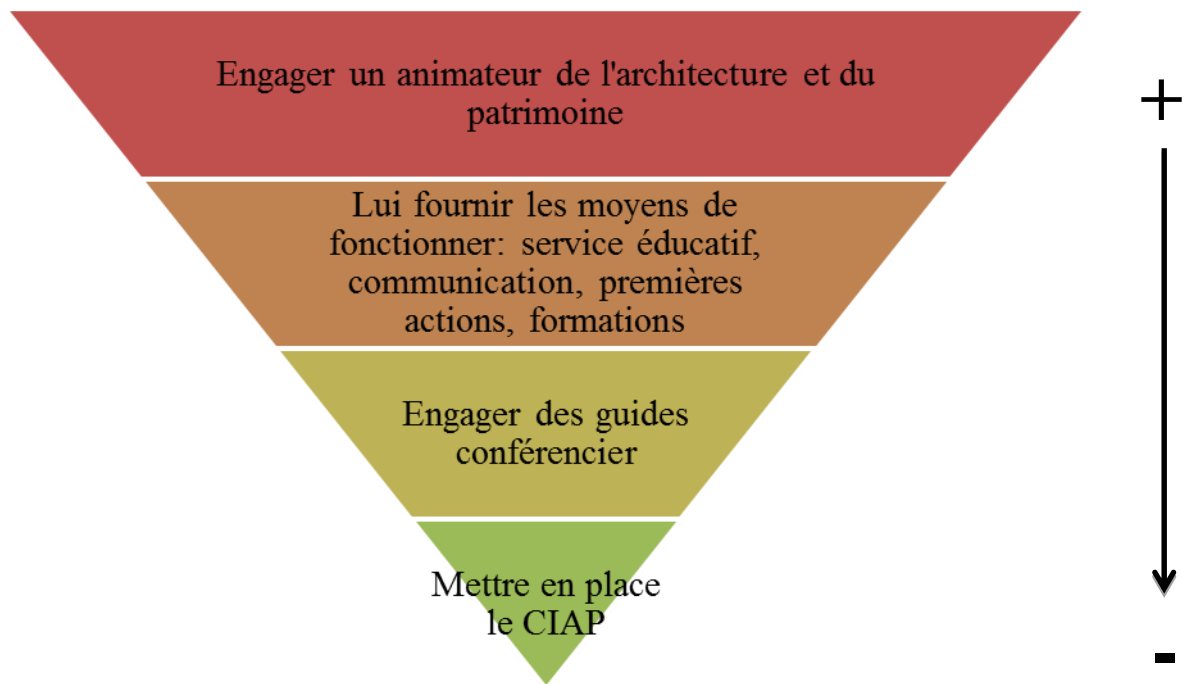 Engager un animateur de l'architecture et du
patrimoine
+
Lui fournir les moyens de
fonctionner: service éducatif,
communication, premières
actions, formations
Engager des guides
conférencier
Mettre en place
le CIAP
-